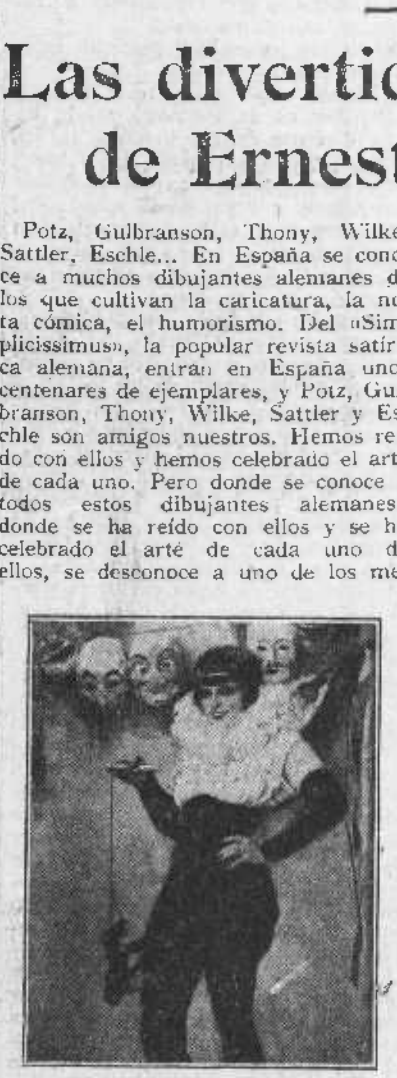 Las divertid
de Ernest
Potz, Gulbranson, Thony, Wilke
Sattler, Eschle... En España se cono
ce a muchos dibujantes alemanes d
los que cultivan la caricatura, la no
ta cómica, el humorismo. Del «Sim
plicissimus», la popular revista satír
ca alemana, entran en España uno
centenares de ejemplares, y Potz, Gul
branson, Thony, Wilke, Sattler y Es
chle son amigos nuestros. Hemos re
do con ellos y hemos celebrado el art
de cada uno. Pero donde se conoce
todos estos dibujantes alemanes
donde se ha reído con ellos y se h
celebrado el arté de cada uno d
ellos, se desconoce a uno de los me